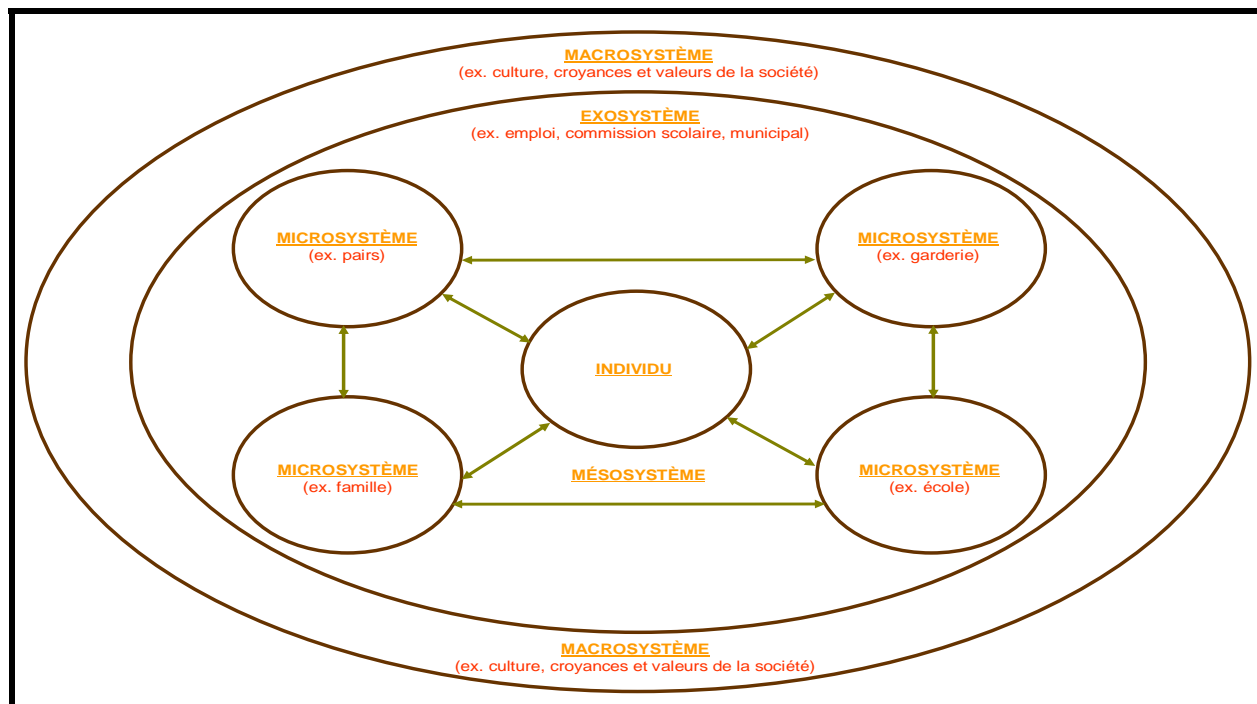 MACROSYSTÈME
(ex. culture, croyances et valeurs de la société)
EXOSYSTÈME
(ex. emploi, commission scolaire, municipal)
MICROSYSTÈME
(ex. pairs)
MICROSYSTÈME
(ex. garderie)
INDIVIDU
MICROSYSTÈME
(ex. famille)
MÉSOSYSTÈME
MICROSYSTÈME
(ex. école)
MACROSYSTÈME
(ex. culture, croyances et valeurs de la société)